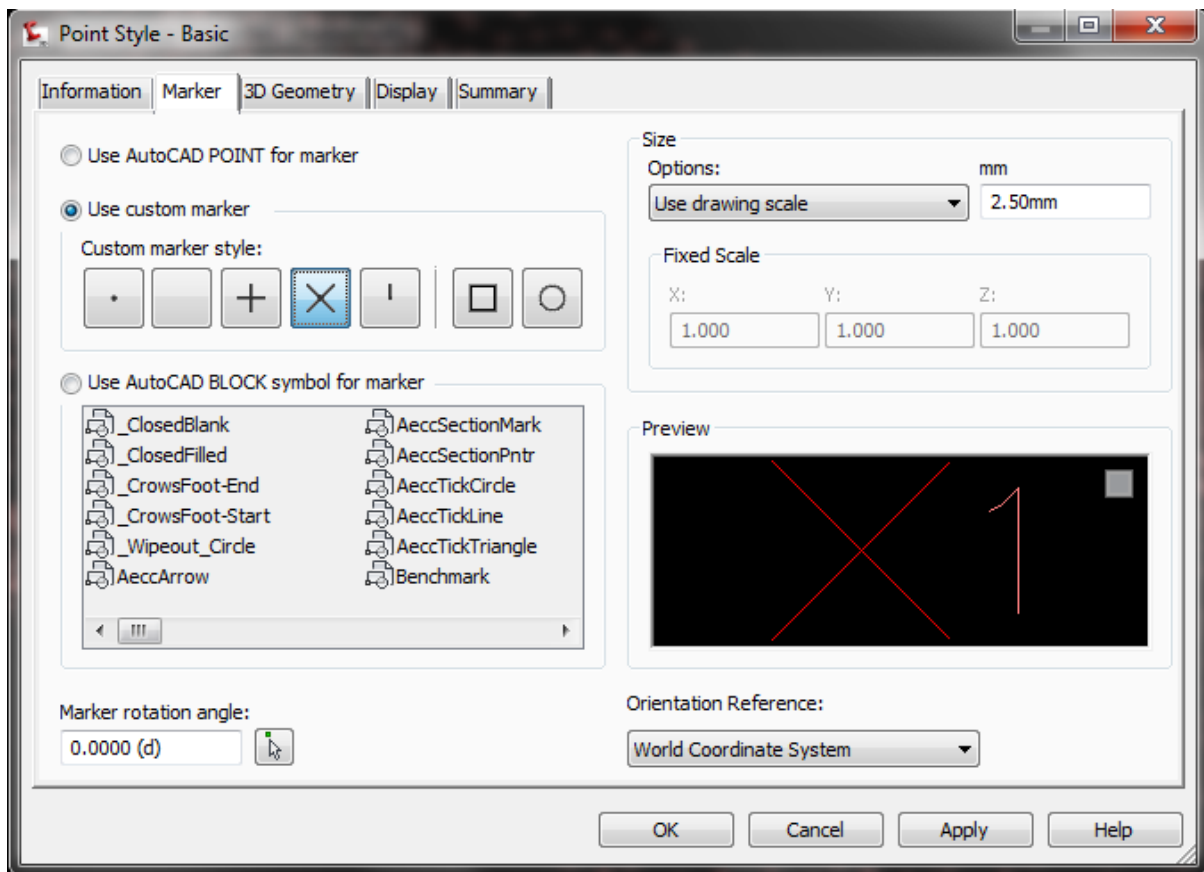 Point Style - Basic
Information Marker 3D Geometry Display Summary
Use AutoCAD POINT for marker
Use custom marker
Custom marker style:
Use AutoCAD BLOCK symbol for marker
_ClosedBlank AeccSectionMark
_ClosedFilled AeccSectionPntr
_CrowsFoot-End AeccTickCircle
_CrowsFoot-Start AeccTickLine
_Wipeout_Circle AeccTickTriangle
AeccArrow Benchmark
Marker rotation angle:
0.0000 (d)
Size
Options: mm
Use drawing scale 2.50mm
Fixed Scale
X: Y: Z:
1.000 1.000 1.000
Preview
1
Orientation Reference:
World Coordinate System
OK Cancel Apply Help